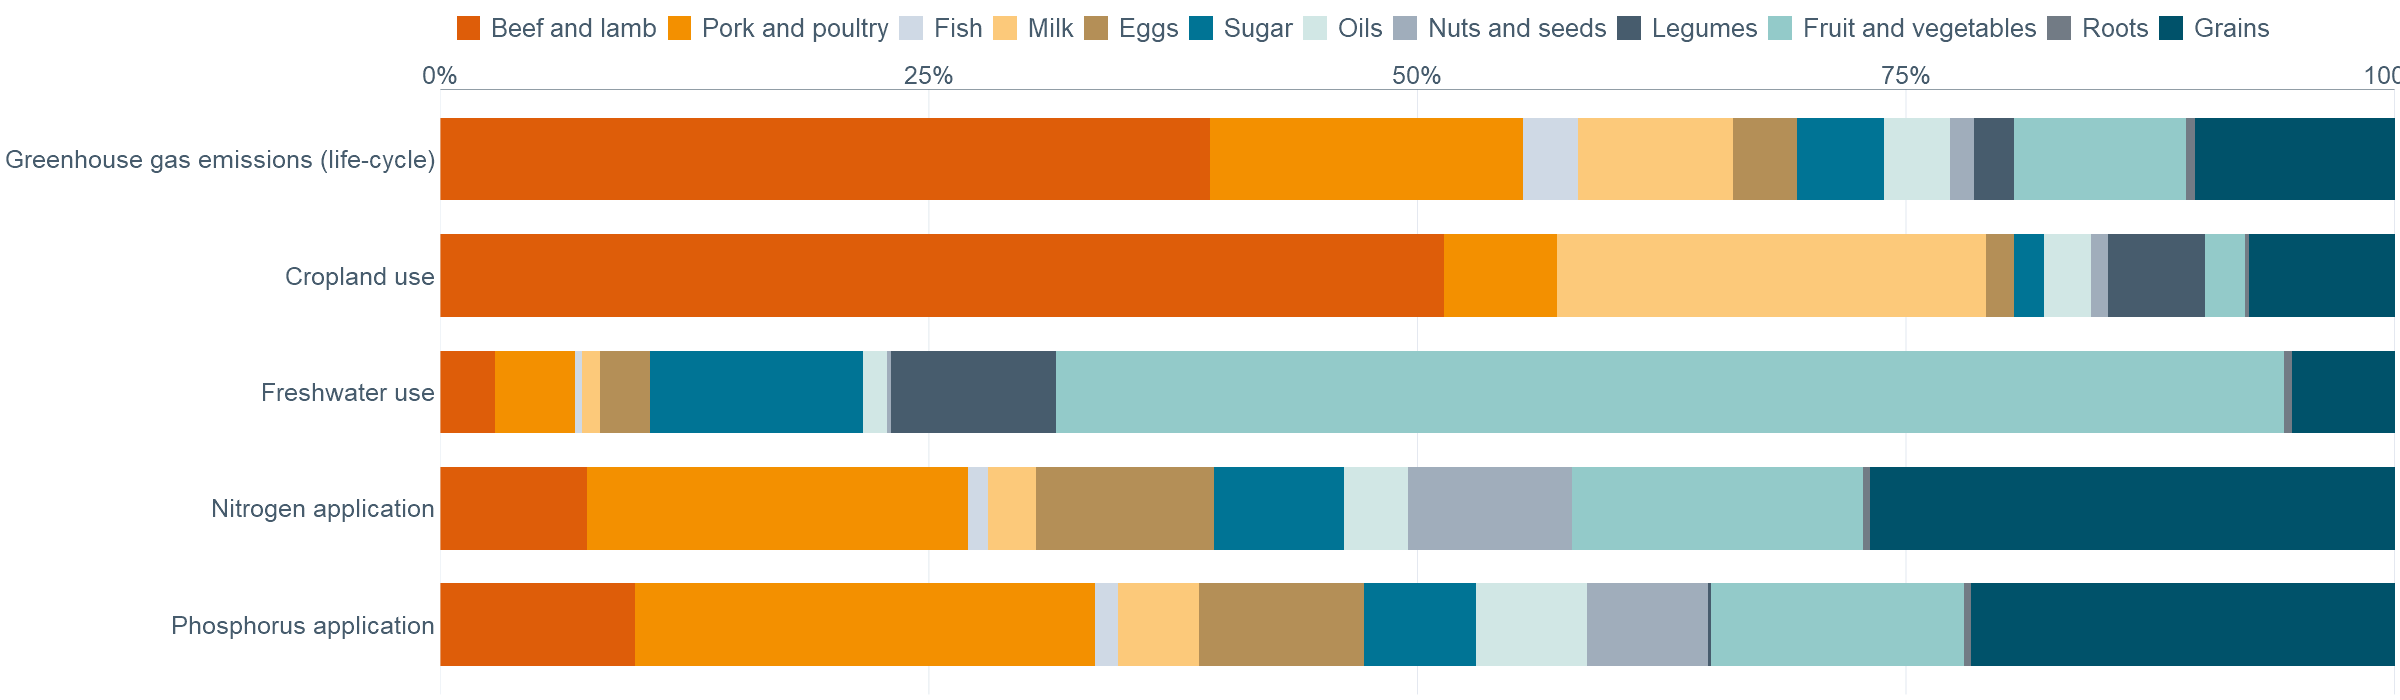 Beef and lamb Pork and poultry Fish Milk Eggs Sugar Oils Nuts and seeds Legumes Fruit and vegetables Roots Grains
0% 25% 50% 75% 100
Greenhouse gas emissions (life-cycle)
Cropland use
Freshwater use
Nitrogen application
Phosphorus application